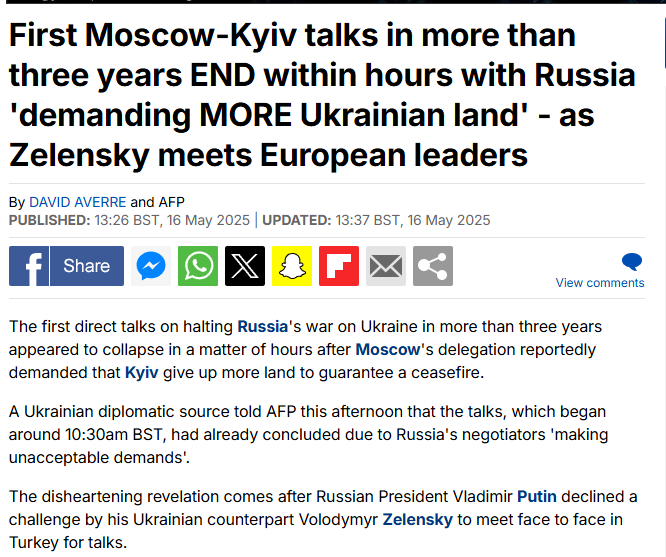 First Moscow-Kyiv talks in more than
three years END within hours with Russia
'demanding MORE Ukrainian land' - as
Zelensky meets European leaders
By DAVID AVERRE and AFP
PUBLISHED: 13:26 BST, 16 May 2025 | UPDATED: 13:37 BST, 16 May 2025
f Share
X
View comments
The first direct talks on halting Russia's war on Ukraine in more than three years
appeared to collapse in a matter of hours after Moscow's delegation reportedly
demanded that Kyiv give up more land to guarantee a ceasefire.
A Ukrainian diplomatic source told AFP this afternoon that the talks, which began
around 10:30am BST, had already concluded due to Russia's negotiators 'making
unacceptable demands'.
The disheartening revelation comes after Russian President Vladimir Putin declined a
challenge by his Ukrainian counterpart Volodymyr Zelensky to meet face to face in
Turkey for talks.